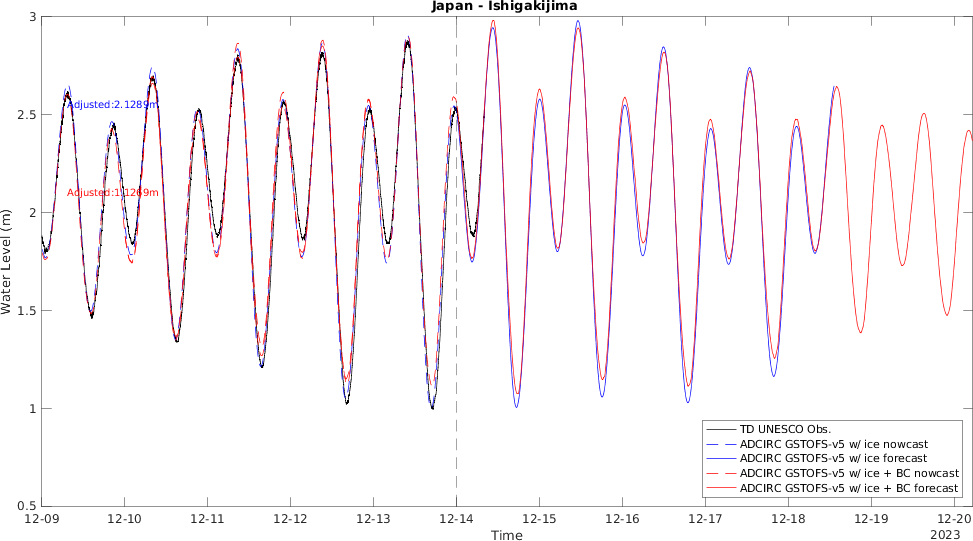 Japan - Ishigakijima
3
2.5
2
1.5
1
0.5
Water Level (m)
Adjusted:2.1289m
Adjusted:1.1269m
TD UNESCO Obs.
ADCIRC GSTOFS-v5 w/ ice nowcast
ADCIRC GSTOFS-v5 w/ ice forecast
ADCIRC GSTOFS-v5 w/ ice + BC nowcast
ADCIRC GSTOFS-v5 w/ ice + BC forecast
12-09 12-10 12-11 12-12 12-13 12-14 12-15 12-16 12-17 12-18 12-19 12-20
2023
Time